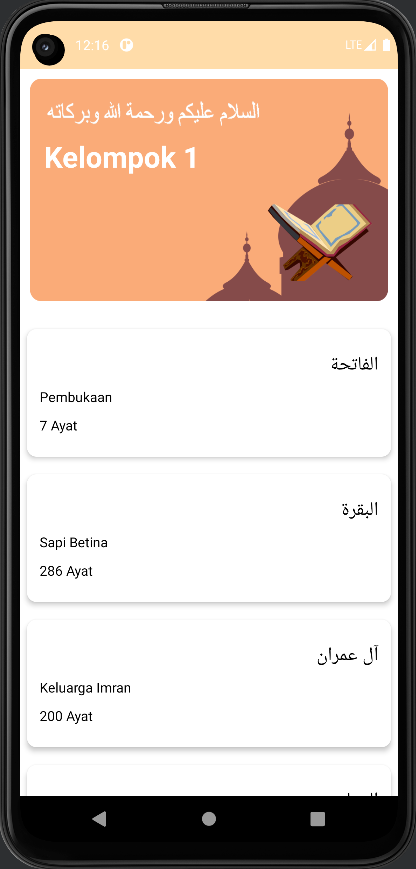 12:16
LTE
السلام عليكم ورحمة الله وبركاته
Kelompok 1
الفاتحة
Pembukaan
7 Ayat
البقرة
Sapi Betina
286 Ayat
آل عمران
Keluarga Imran
200 Ayat